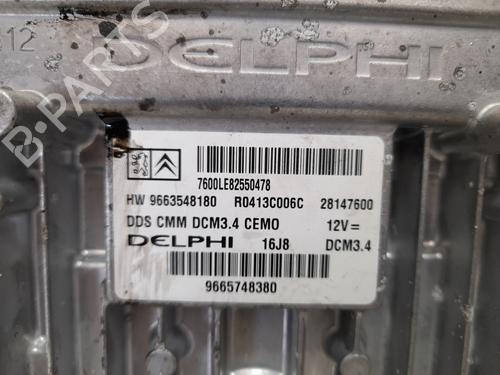 12
DELPHI
B-PARTS
7600LE82550478
HW 9663548180 R0413C006C 28147600
DDS CMM DCM3.4 CEMO 12V=
DELPHI 16J8 DCM3.4
9665748380